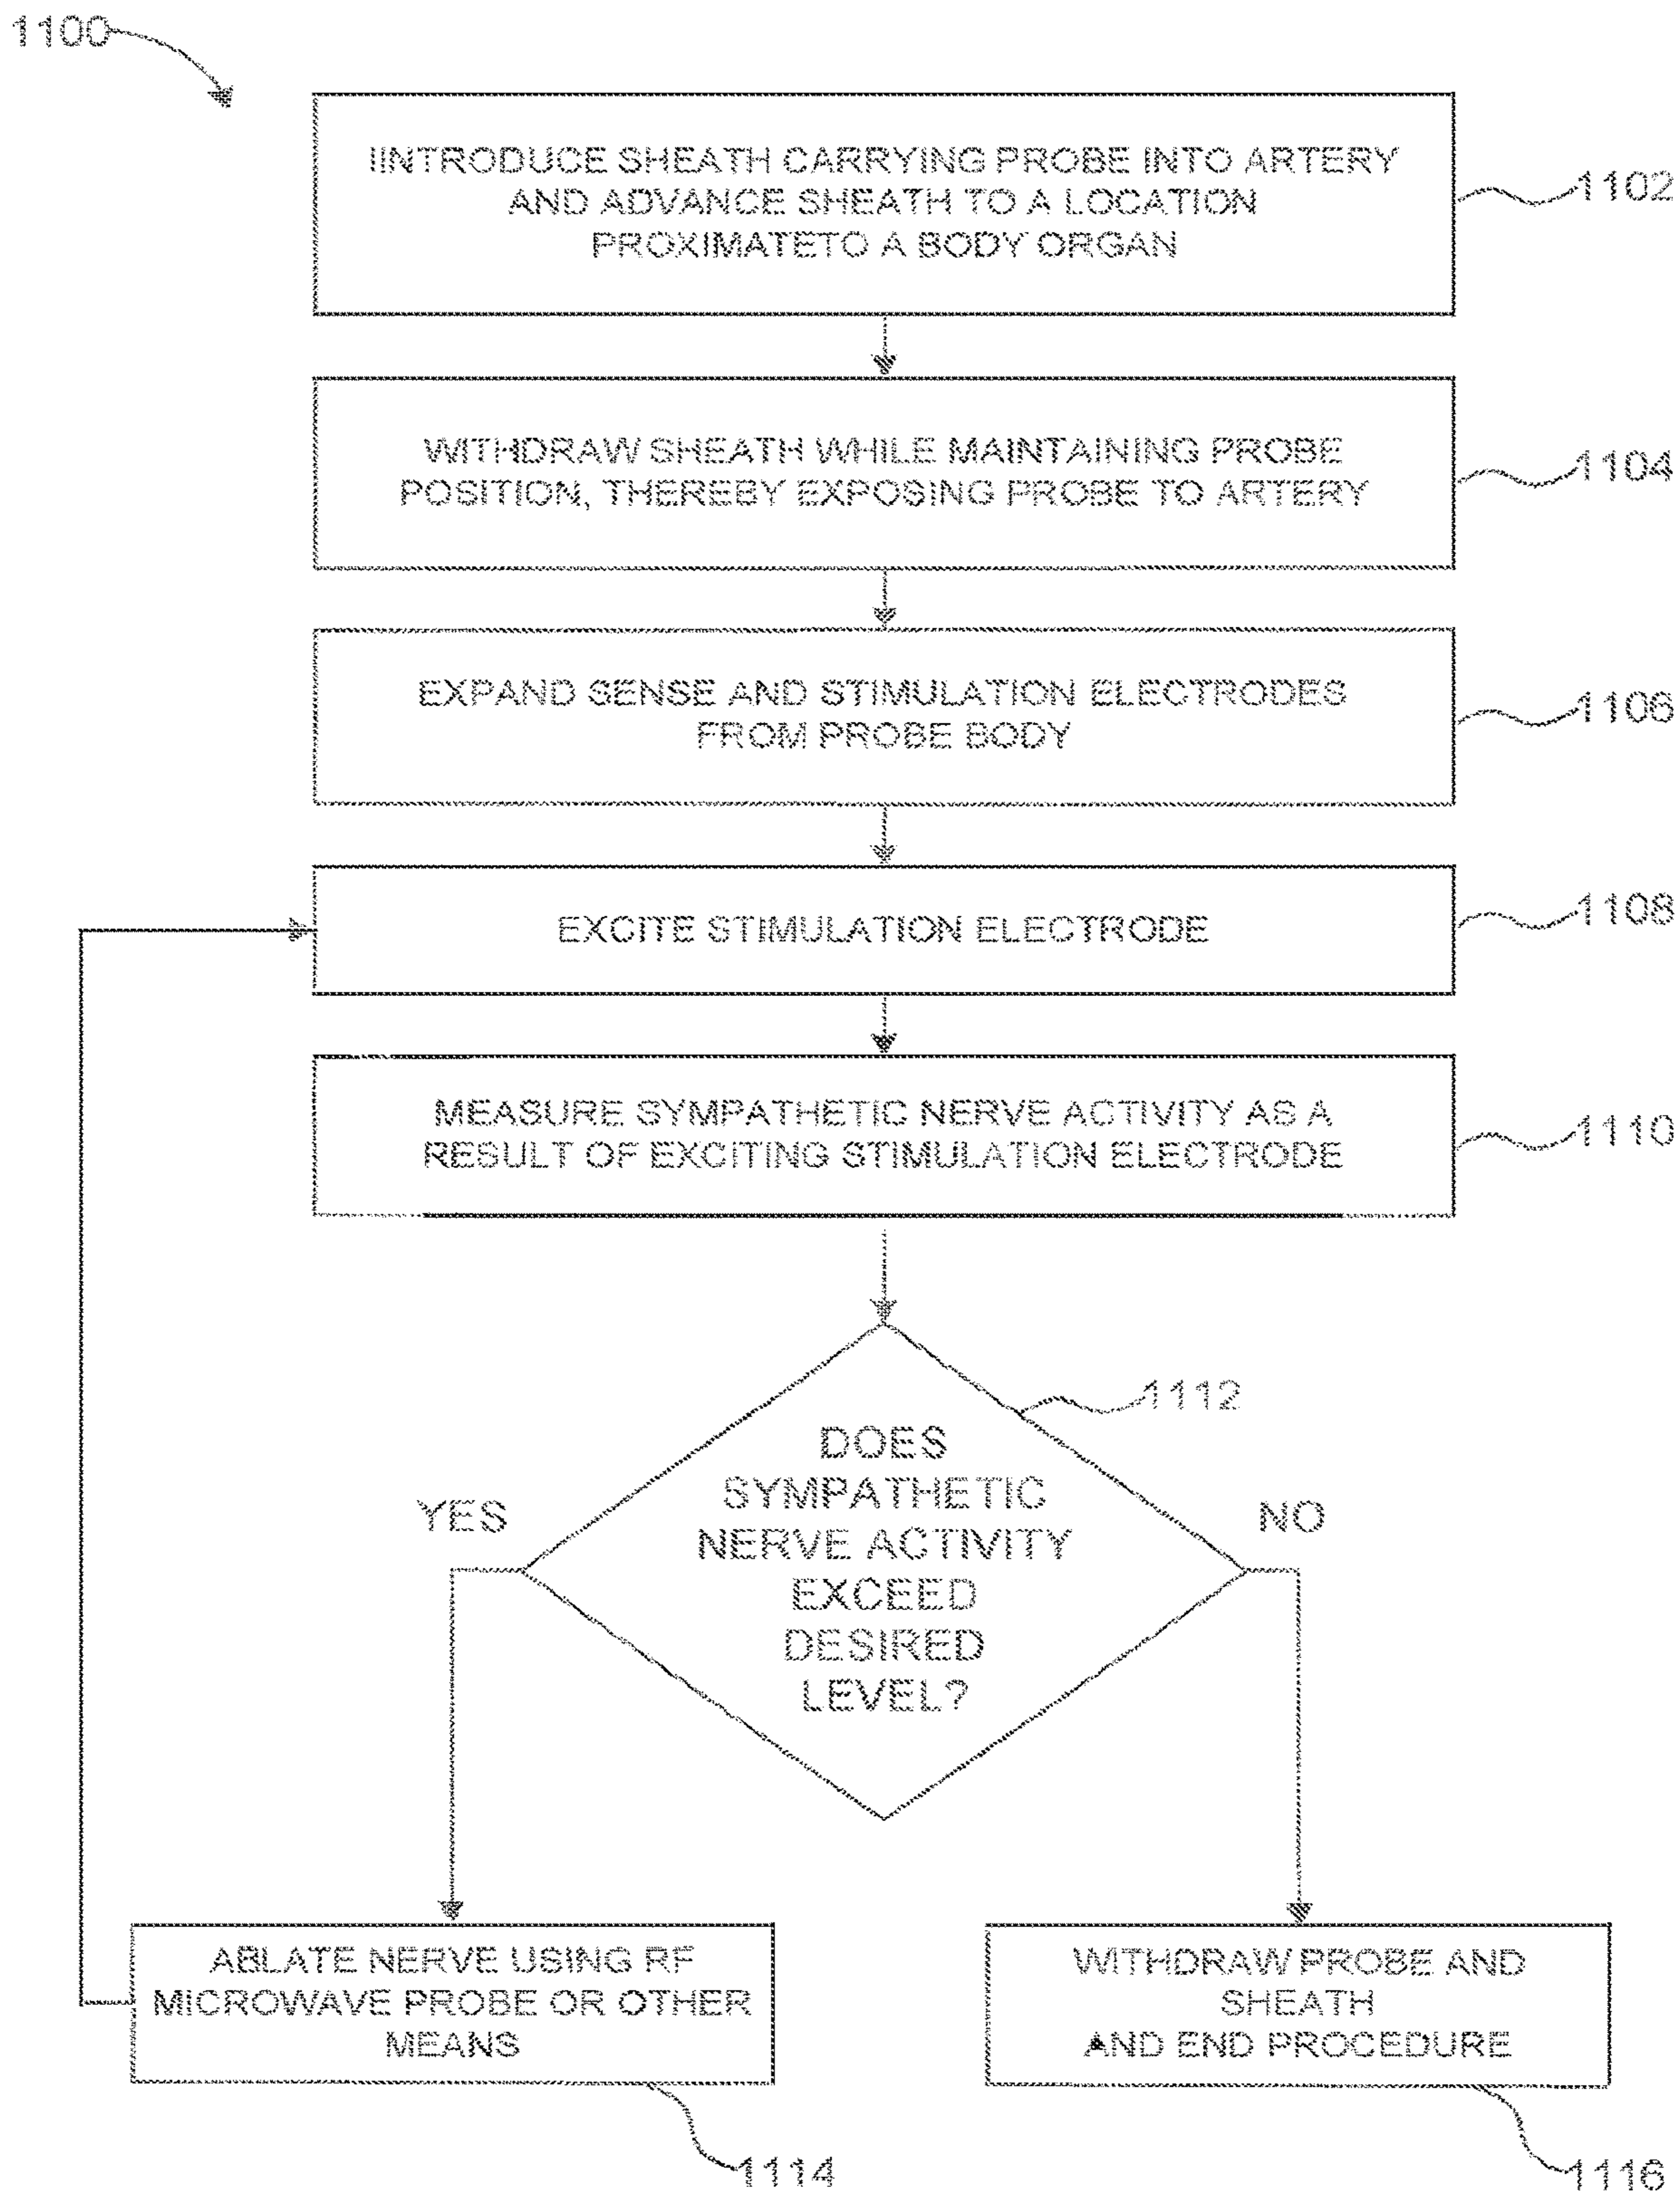 1100
IINTRODUCE SHEATH CARRYING PROBE INTO ARTERY
AND ADVANCE SHEATH TO A LOCATION
PROXIMATETO A BODY ORGAN
1102
WITHDRAW SHEATH WHILE MAINTAINING PROBE
POSITION, THEREBY EXPOSING PROBE TO ARTERY
1104
EXPAND SENSE AND STIMULATION ELECTRODES
FROM PROBE BODY
1106
EXCITE STIMULATION ELECTRODE
1108
MEASURE SYMPATHETIC NERVE ACTIVITY AS A
RESULT OF EXCITING STIMULATION ELECTRODE
1110
1112
DOES
SYMPATHETIC
NERVE ACTIVITY
EXCEED
DESIRED
LEVEL?
YES
NO
ABLATE NERVE USING RF
MICROWAVE PROBE OR OTHER
MEANS
1114
WITHDRAW PROBE AND
SHEATH
AND END PROCEDURE
1116